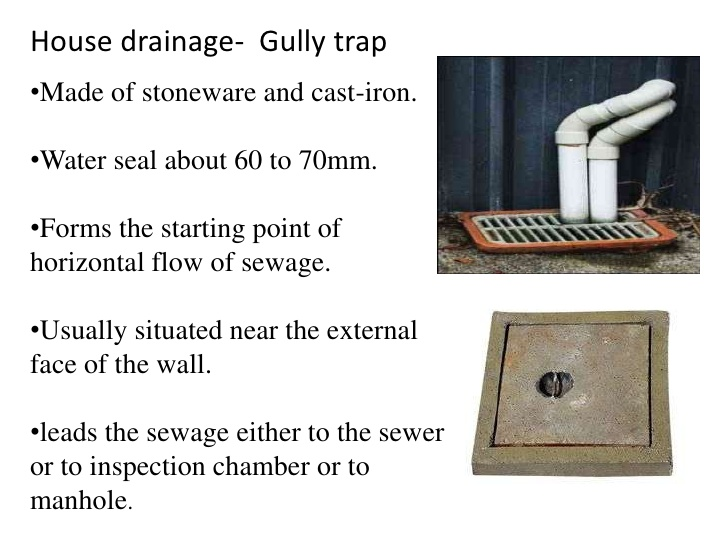 House drainage-  Gully trap
•Made of stoneware and cast-iron.
•Water seal about 60 to 70mm.
•Forms the starting point of
horizontal flow of sewage.
•Usually situated near the external
face of the wall.
•leads the sewage either to the sewer
or to inspection chamber or to
manhole.